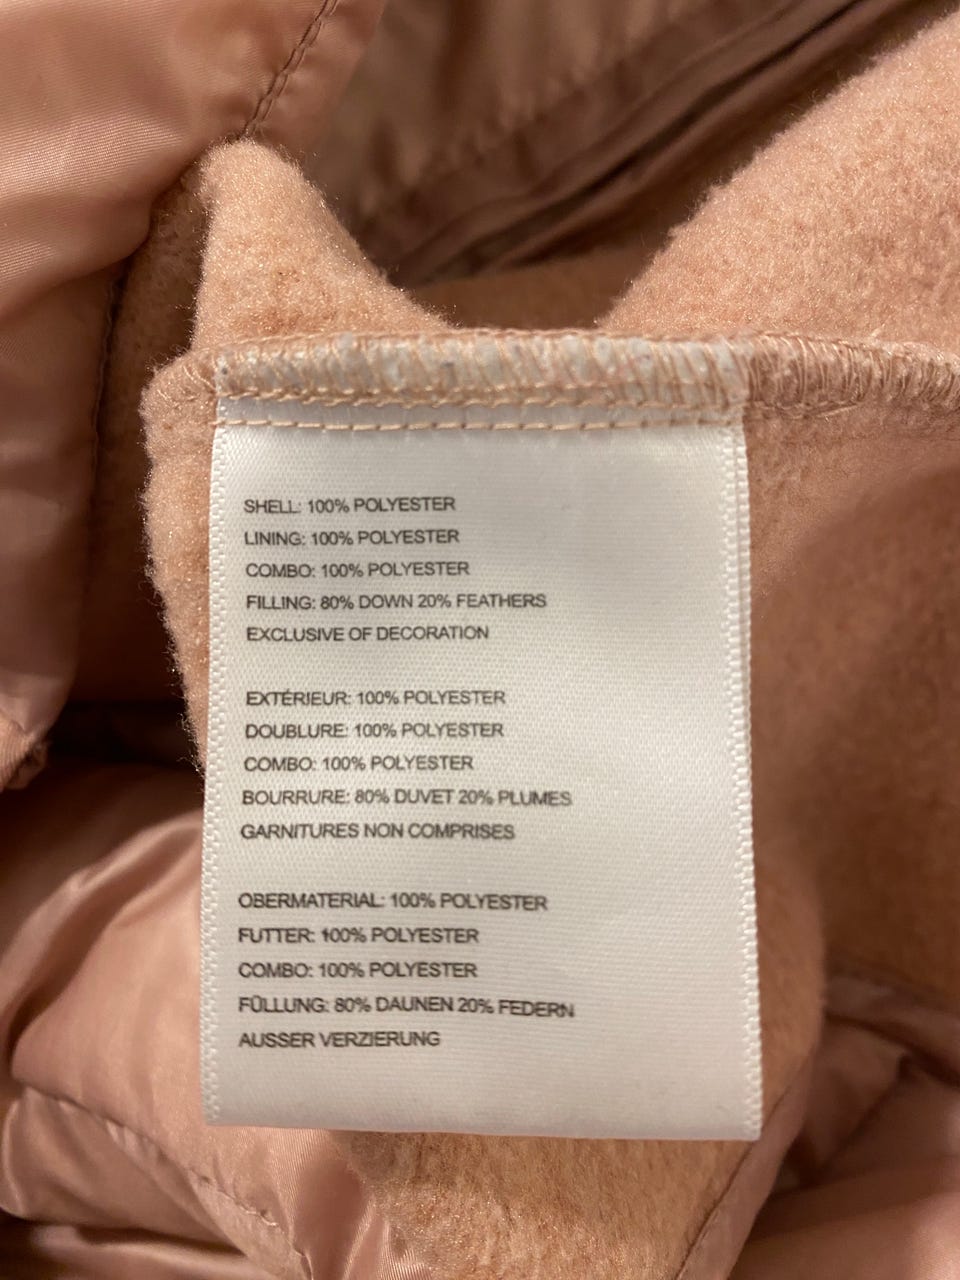 SHELL: 100% POLYESTER
LINING: 100% POLYESTER
COMBO: 100% POLYESTER
FILLING: 80% DOWN 20% FEATHERS
EXCLUSIVE OF DECORATION
EXTÉRIEUR: 100% POLYESTER
DOUBLURE: 100% POLYESTER
COMBO: 100% POLYESTER
BOURRURE: 80% DUVET 20% PLUMES
GARNITURES NON COMPRISES
OBERMATERIAL: 100% POLYESTER
FUTTER: 100% POLYESTER
COMBO: 100% POLYESTER
FÜLLUNG: 80% DAUNEN 20% FEDERN
AUSSER VERZIERUNG